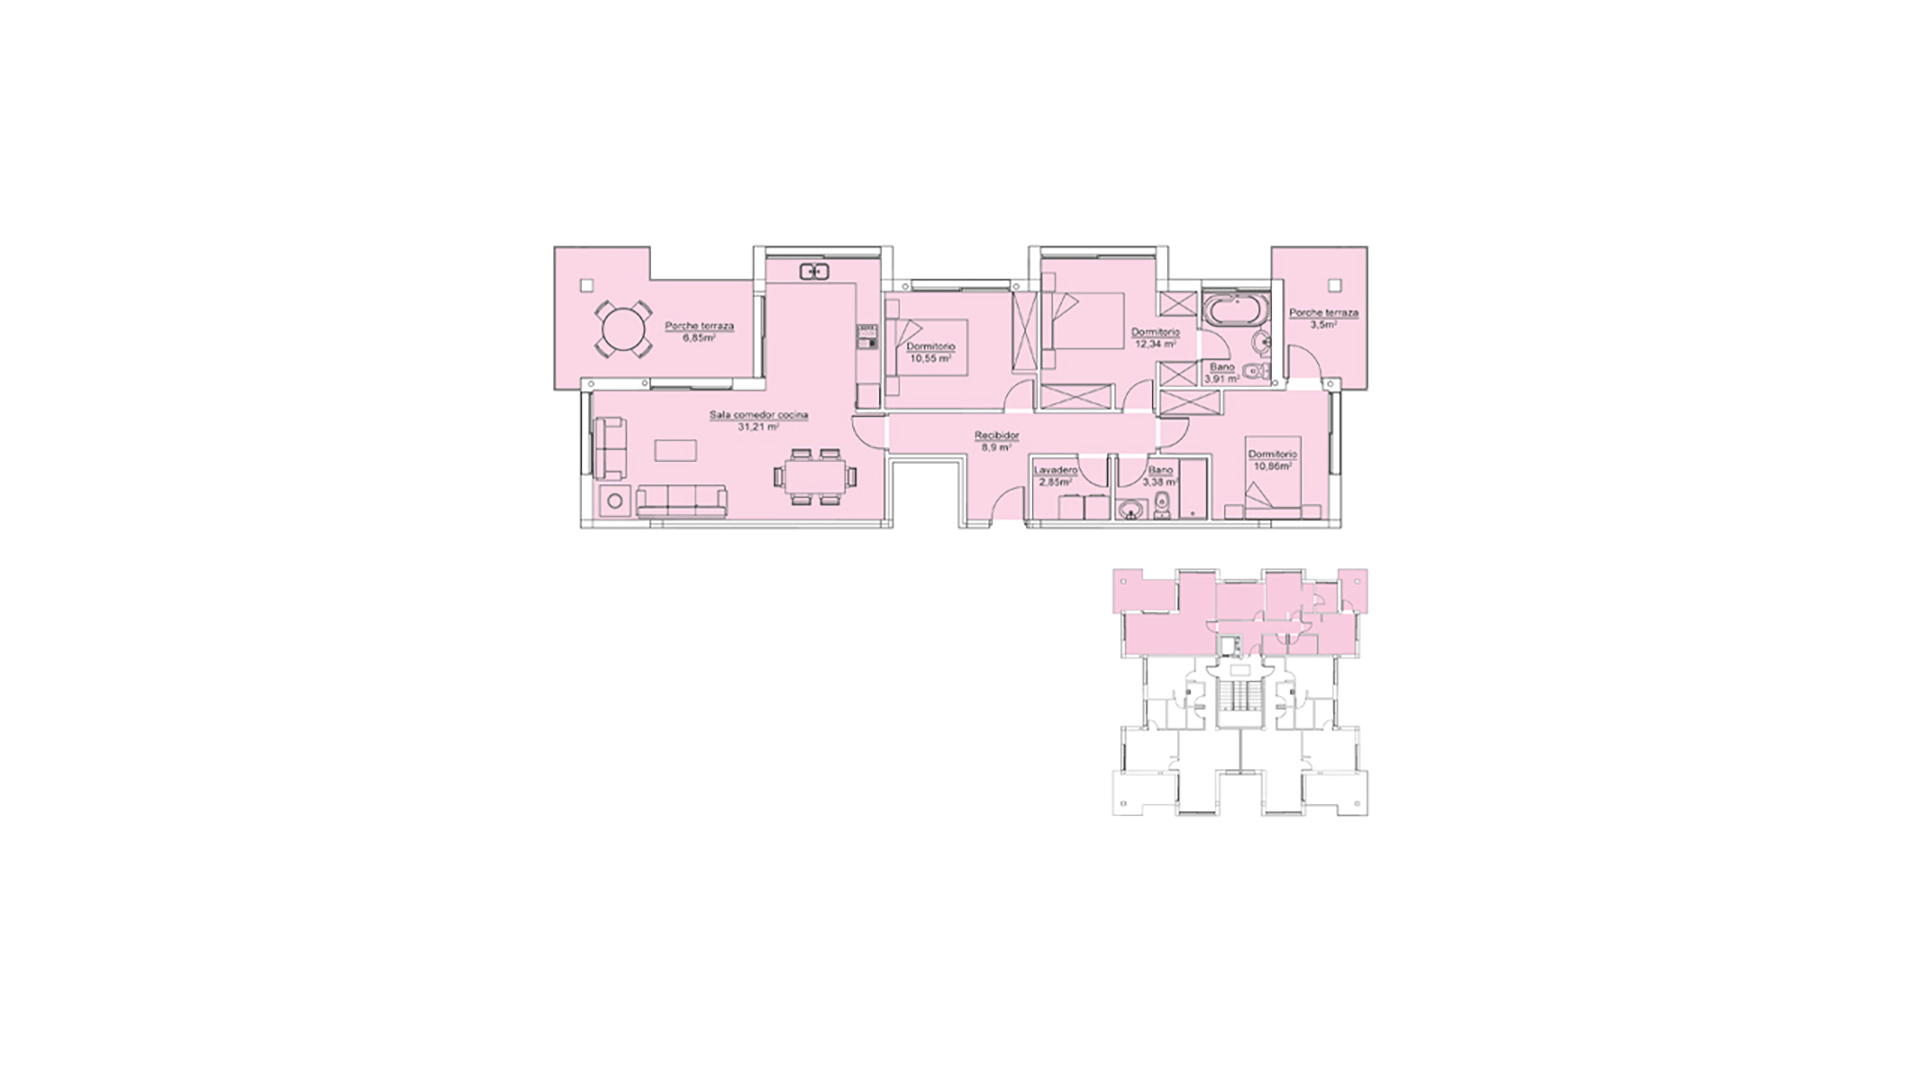 Porche terraza
6,85m²
Sala comedor cocina
31,21 m²
Dormitorio
10,55 m²
Dormitorio
12,34 m²
Bano
3,91 m²
Porche terraza
3,5m²
Recibidor
8,9 m²
Lavadero
2,85m²
Bano
3,38 m²
Dormitorio
10,86m²